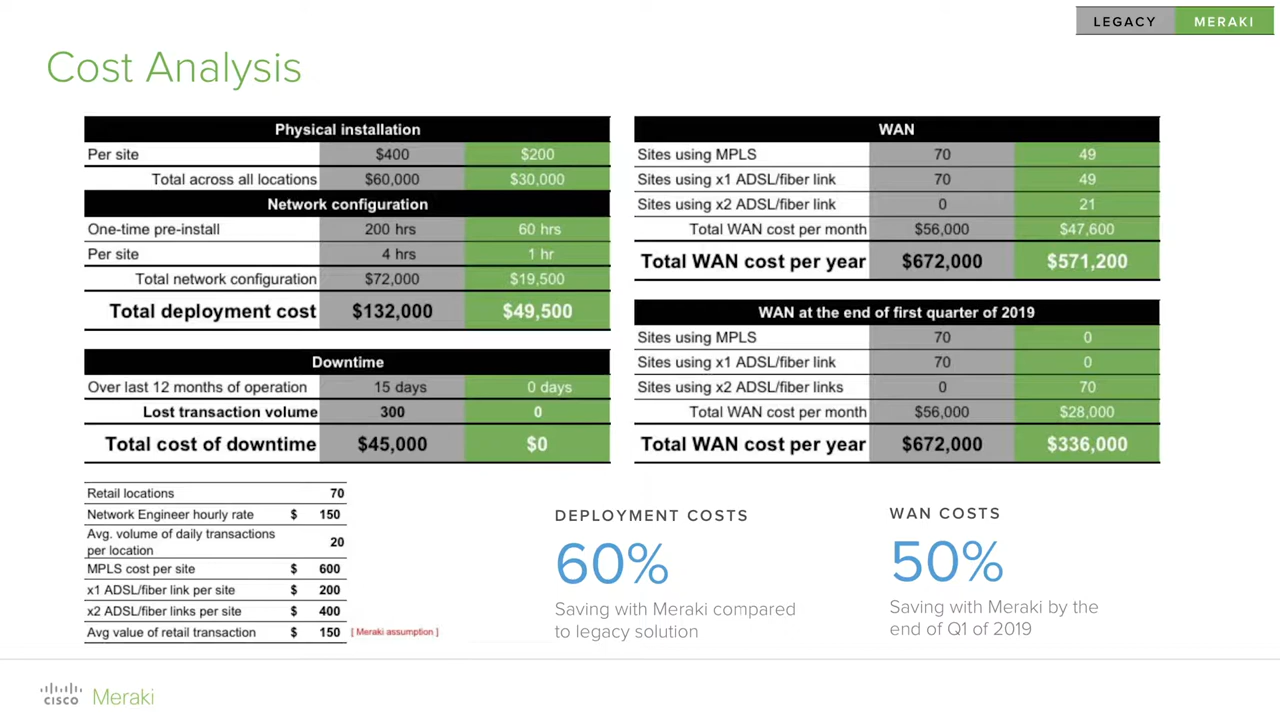 LEGACY MERAKI
Cost Analysis
Physical installation
Per site $400 $200
Total across all locations $60,000 $30,000
Network configuration
One-time pre-install 200 hrs 60 hrs
Per site 4 hrs 1 hr
Total network configuration $72,000 $19,500
Total deployment cost $132,000 $49,500
Downtime
Over last 12 months of operation 15 days 0 days
Lost transaction volume 300 0
Total cost of downtime $45,000 $0
WAN
Sites using MPLS 70 49
Sites using x1 ADSL/fiber link 70 49
Sites using x2 ADSL/fiber link 0 21
Total WAN cost per month $56,000 $47,600
Total WAN cost per year $672,000 $571,200
WAN at the end of first quarter of 2019
Sites using MPLS 70 0
Sites using x1 ADSL/fiber link 70 0
Sites using x2 ADSL/fiber links 0 70
Total WAN cost per month $56,000 $28,000
Total WAN cost per year $672,000 $336,000
Retail locations 70
Network Engineer hourly rate $ 150
Avg. volume of daily transactions
per location 20
MPLS cost per site $ 600
x1 ADSL/fiber link per site $ 200
x2 ADSL/fiber links per site $ 400
Avg value of retail transaction $ 150 [ Meraki assumption ]
DEPLOYMENT COSTS
60%
Saving with Meraki compared
to legacy solution
WAN COSTS
50%
Saving with Meraki by the
end of Q1 of 2019
CISCO Meraki